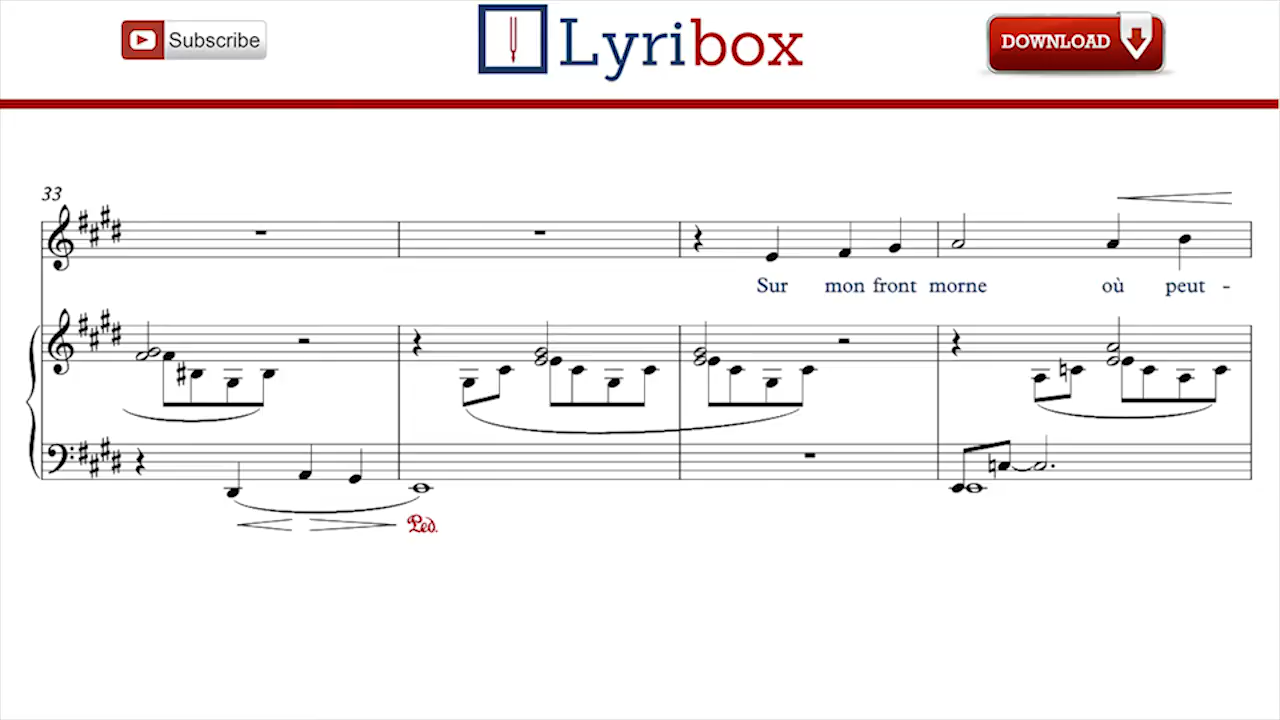 Subscribe
Lyribox
DOWNLOAD
33
Sur mon front morne où peut -
Ped.